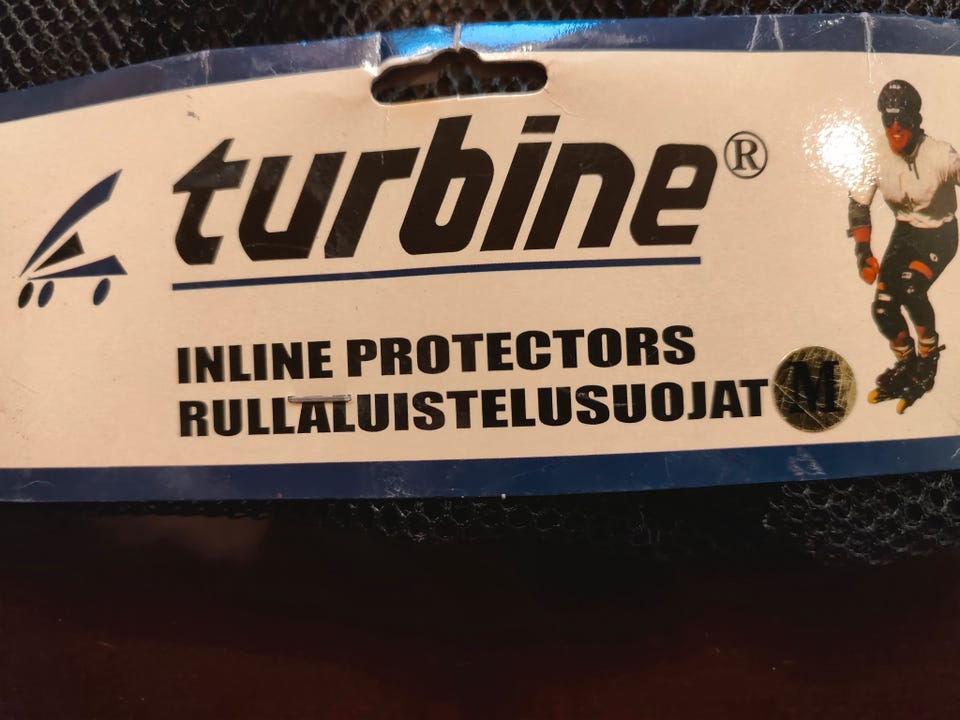 turbine®
INLINE PROTECTORS
RULLALUISTELUSUOJAT M